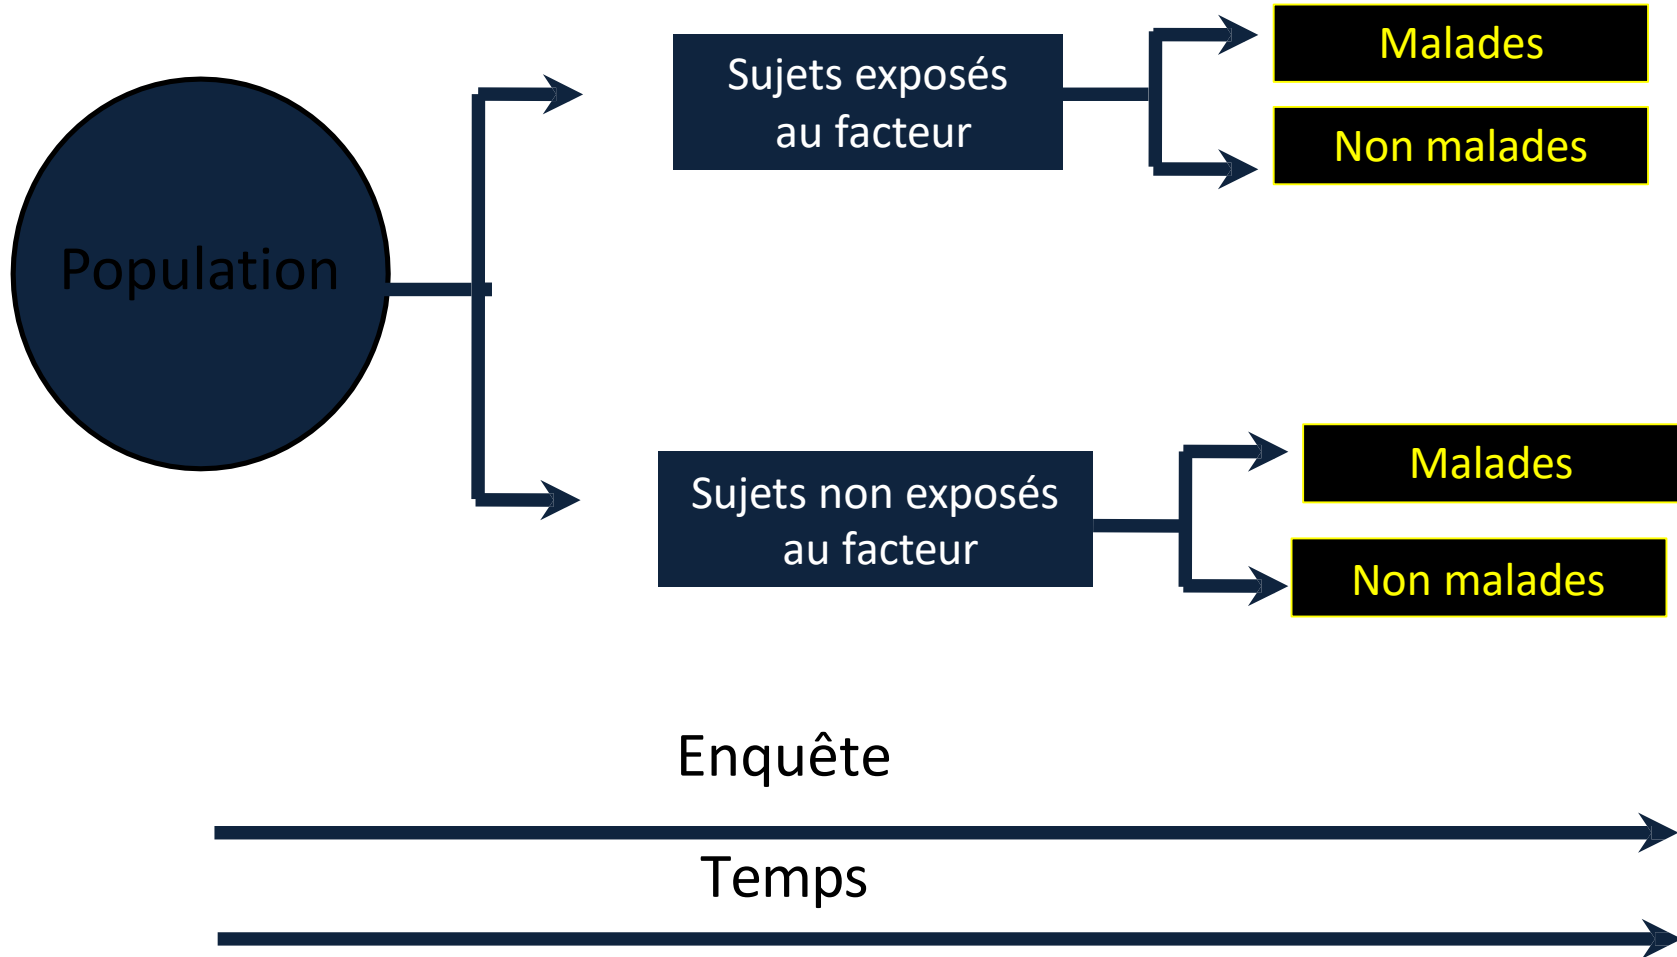 Population
Sujets exposés
au facteur
Malades
Non malades
Sujets non exposés
au facteur
Malades
Non malades
Enquête
Temps